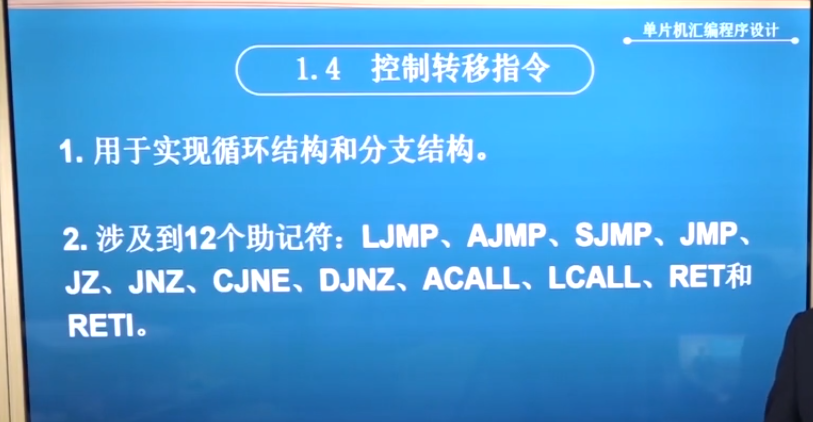 单片机汇编程序设计
1.4 控制转移指令
1. 用于实现循环结构和分支结构。
2. 涉及到12个助记符：LJMP、AJMP、SJMP、JMP、
JZ、JNZ、CJNE、DJNZ、ACALL、LCALL、RET和
RETI。